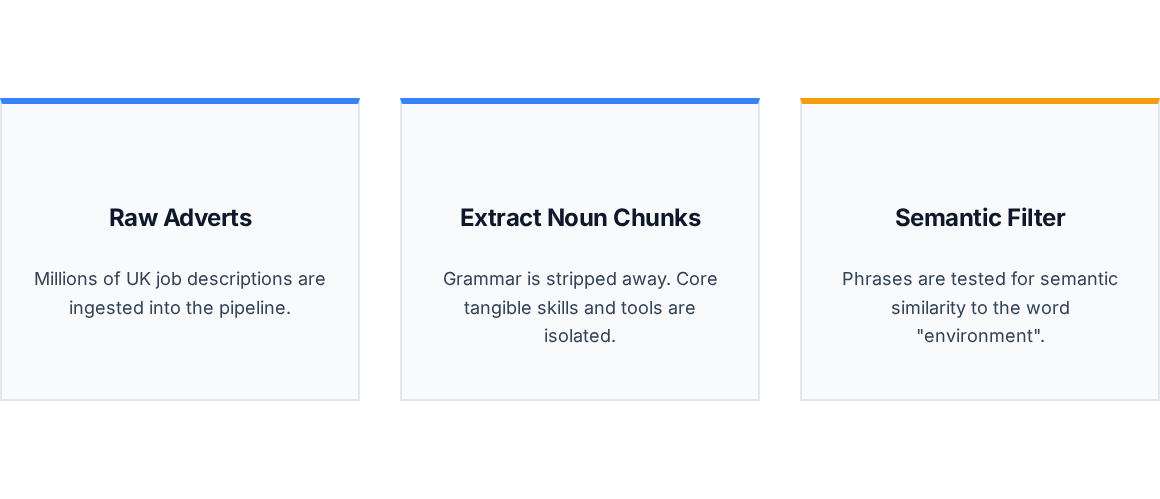 Raw Adverts
Millions of UK job descriptions are
ingested into the pipeline.
Extract Noun Chunks
Grammar is stripped away. Core
tangible skills and tools are
isolated.
Semantic Filter
Phrases are tested for semantic
similarity to the word
"environment".